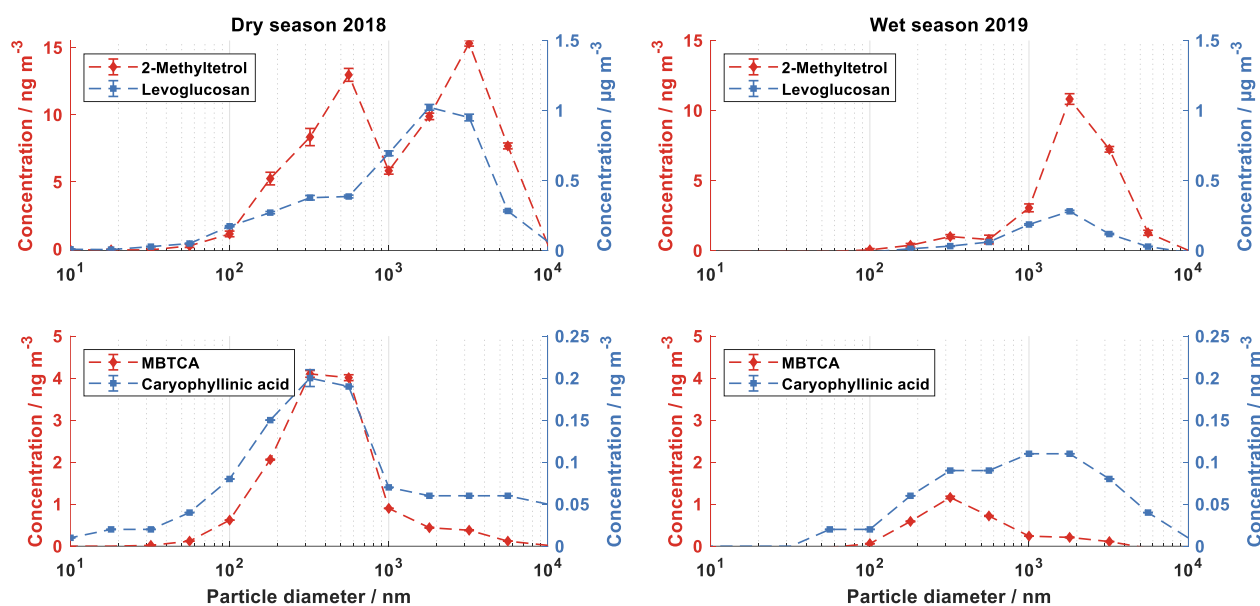 Dry season 2018
Concentration / ng m-3
15
10
5
0
2-Methyltetrol
Levoglucosan
1.5
1
0.5
0
Concentration / μg m-3
10^1 10^2 10^3 10^4
Wet season 2019
Concentration / ng m-3
15
10
5
0
2-Methyltetrol
Levoglucosan
1.5
1
0.5
0
Concentration / μg m-3
10^1 10^2 10^3 10^4
Concentration / ng m-3
5
4
3
2
1
0
MBTCA
Caryophyllinic acid
0.25
0.2
0.15
0.1
0.05
0
Concentration / ng m-3
10^1 10^2 10^3 10^4
Particle diameter / nm
Concentration / ng m-3
5
4
3
2
1
0
MBTCA
Caryophyllinic acid
0.25
0.2
0.15
0.1
0.05
0
Concentration / ng m-3
10^1 10^2 10^3 10^4
Particle diameter / nm